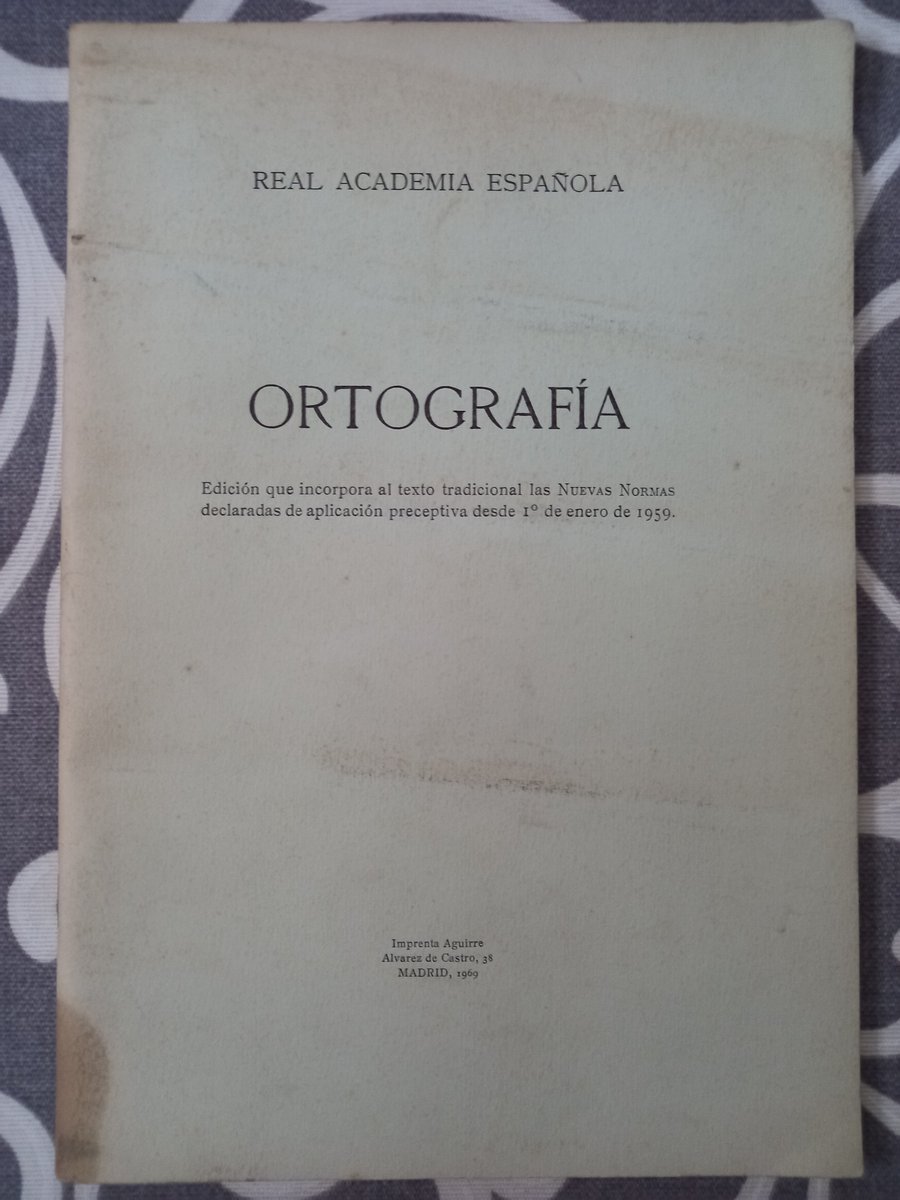 REAL ACADEMIA ESPAÑOLA
ORTOGRAFÍA
Edición que incorpora al texto tradicional las NUEVAS NORMAS
declaradas de aplicación preceptiva desde 1º de enero de 1959.
Imprenta Aguirre
Alvarez de Castro, 38
MADRID, 1969